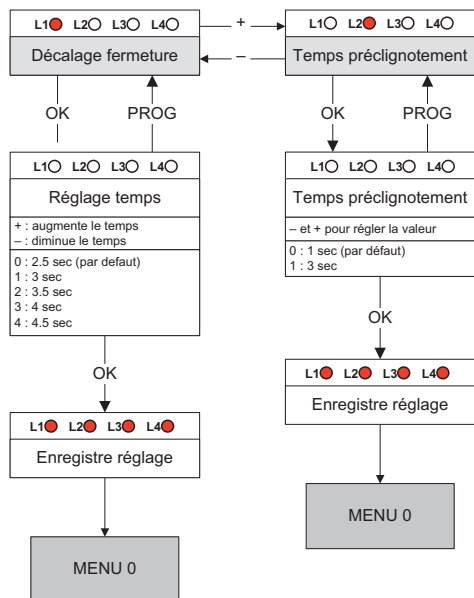 L1 L2 L3 L4
Décalage fermeture
+
–
L1 L2 L3 L4
Temps préclignotement
OK
PROG
OK
PROG
L1 L2 L3 L4
Réglage temps
+ : augmente le temps
– : diminue le temps
0 : 2.5 sec (par defaut)
1 : 3 sec
2 : 3.5 sec
3 : 4 sec
4 : 4.5 sec
L1 L2 L3 L4
Temps préclignotement
– et + pour régler la valeur
0 : 1 sec (par défaut)
1 : 3 sec
OK
OK
L1 L2 L3 L4
Enregistre réglage
L1 L2 L3 L4
Enregistre réglage
MENU 0
MENU 0